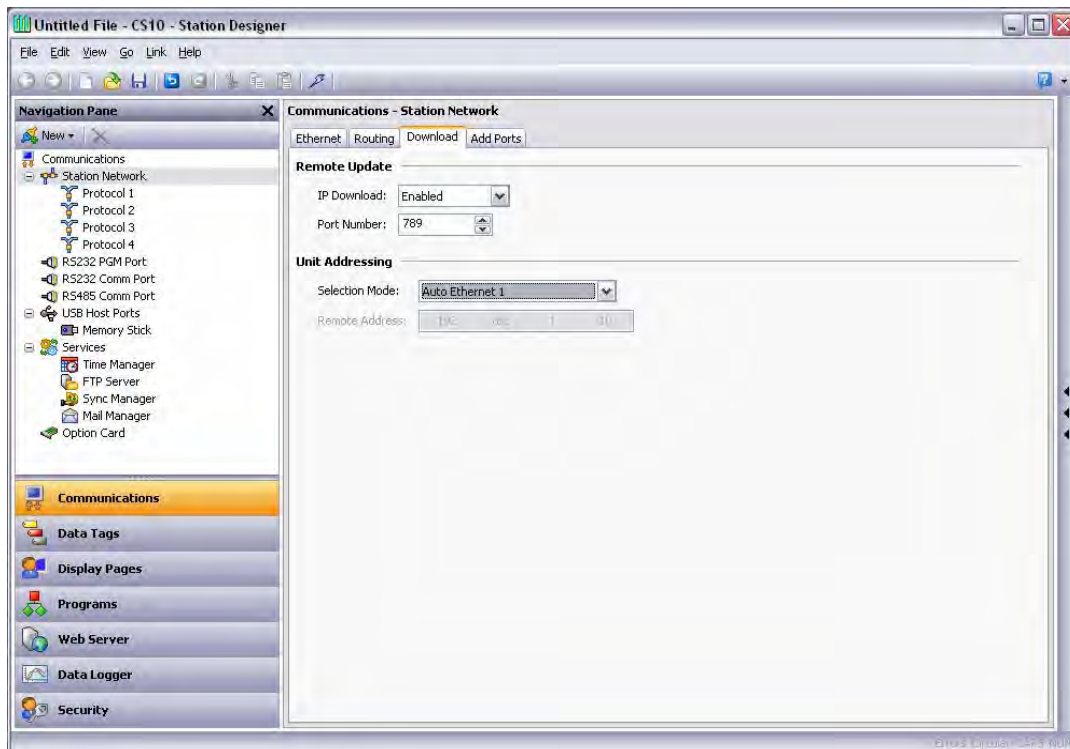 Untitled File - CS10 - Station Designer
File Edit View Go Link Help
Navigation Pane
New
Communications
Station Network
Protocol 1
Protocol 2
Protocol 3
Protocol 4
RS232 PGM Port
RS232 Comm Port
RS485 Comm Port
USB Host Ports
Memory Stick
Services
Time Manager
FTP Server
Sync Manager
Mail Manager
Option Card
Communications
Data Tags
Display Pages
Programs
Web Server
Data Logger
Security
Communications - Station Network
Ethernet Routing Download Add Ports
Remote Update
IP Download: Enabled
Port Number: 789
Unit Addressing
Selection Mode: Auto Ethernet 1
Remote Address: